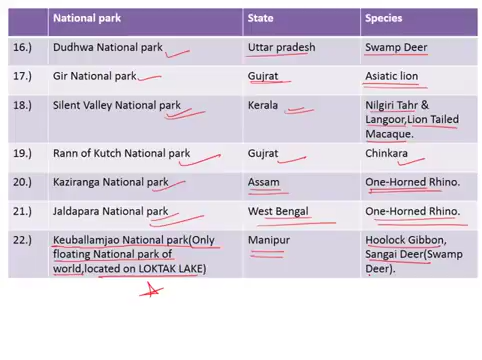 National park State Species
16.) Dudhwa National park Uttar pradesh Swamp Deer
17.) Gir National park Gujrat Asiatic lion
18.) Silent Valley National park Kerala Nilgiri Tahr &
Langoor,Lion Tailed
Macaque.
19.) Rann of Kutch National park Gujrat Chinkara
20.) Kaziranga National park Assam One-Horned Rhino.
21.) Jaldapara National park West Bengal One-Horned Rhino.
22.) Keuballamjao National park(Only Manipur Hoolock Gibbon,
floating National park of Sangai Deer(Swamp
world,located on LOKTAK LAKE) Deer).